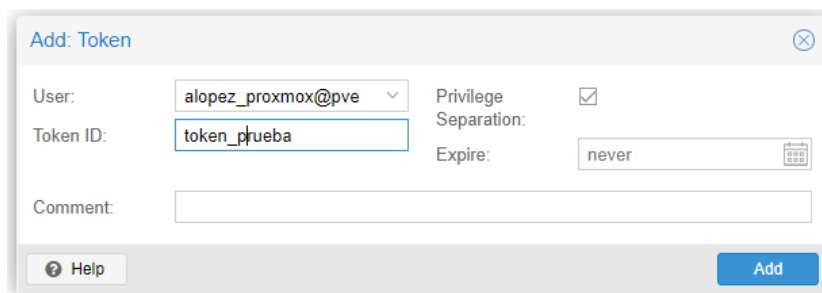 Add: Token
User:
alopez_proxmox@pve
Token ID:
token_prueba
Privilege
Separation:
Expire:
never
Comment:
Help
Add